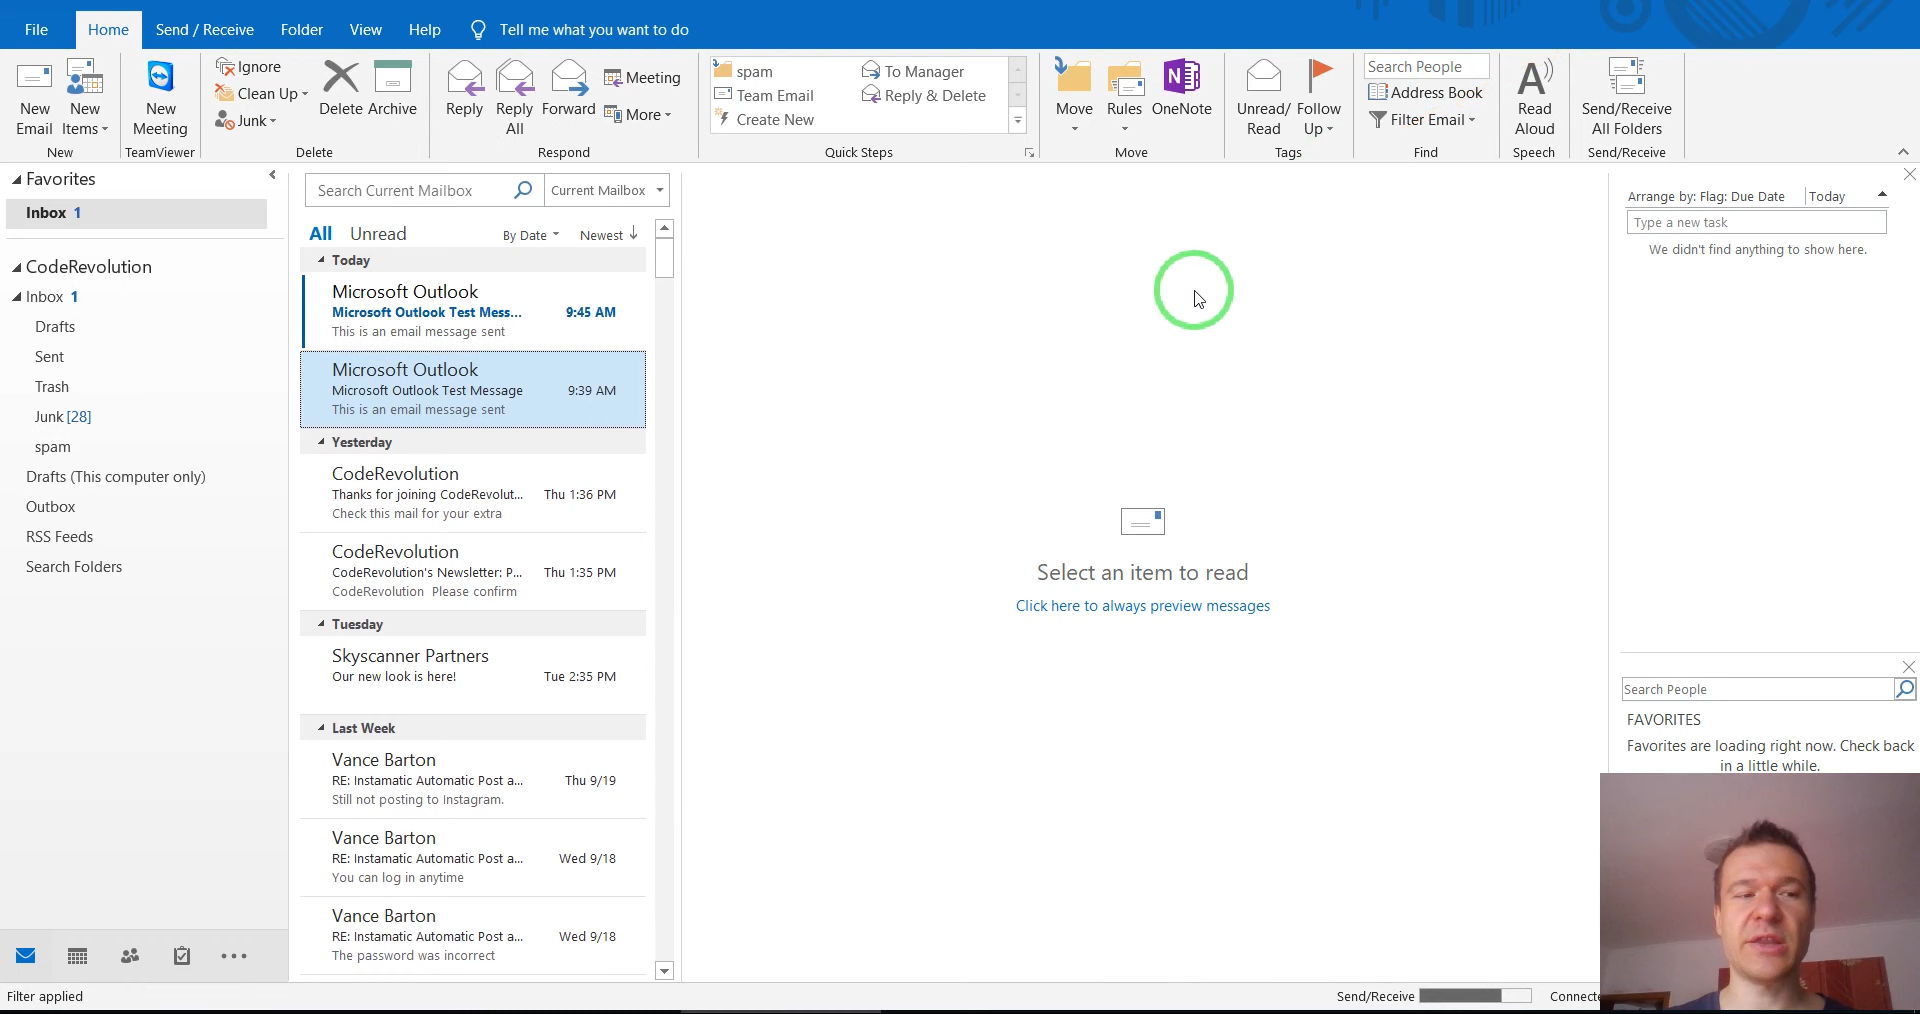 File Home Send / Receive Folder View Help Tell me what you want to do
New Email
New Items
New
New Meeting
TeamViewer
Ignore
Clean Up
Junk
Delete
Archive
Delete
Reply
Reply All
Forward
Meeting
More
Respond
spam
Team Email
Create New
To Manager
Reply & Delete
Quick Steps
Move
Rules
OneNote
Move
Unread/ Read
Follow Up
Tags
Search People
Address Book
Filter Email
Find
Read Aloud
Speech
Send/Receive All Folders
Send/Receive
Favorites
Inbox 1
CodeRevolution
Inbox 1
Drafts
Sent
Trash
Junk [28]
spam
Drafts (This computer only)
Outbox
RSS Feeds
Search Folders
Search Current Mailbox Current Mailbox
All Unread By Date Newest
Today
Microsoft Outlook
Microsoft Outlook Test Mess... 9:45 AM
This is an email message sent
Microsoft Outlook
Microsoft Outlook Test Message 9:39 AM
This is an email message sent
Yesterday
CodeRevolution
Thanks for joining CodeRevolut... Thu 1:36 PM
Check this mail for your extra
CodeRevolution
CodeRevolution's Newsletter: P... Thu 1:35 PM
CodeRevolution Please confirm
Tuesday
Skyscanner Partners
Our new look is here! Tue 2:35 PM
Last Week
Vance Barton
RE: Instamatic Automatic Post a... Thu 9/19
Still not posting to Instagram.
Vance Barton
RE: Instamatic Automatic Post a... Wed 9/18
You can log in anytime
Vance Barton
RE: Instamatic Automatic Post a... Wed 9/18
The password was incorrect
Select an item to read
Click here to always preview messages
Arrange by: Flag: Due Date Today
Type a new task
We didn't find anything to show here.
Search People
FAVORITES
Favorites are loading right now. Check back
in a little while.
Filter applied
Send/Receive
Connecte